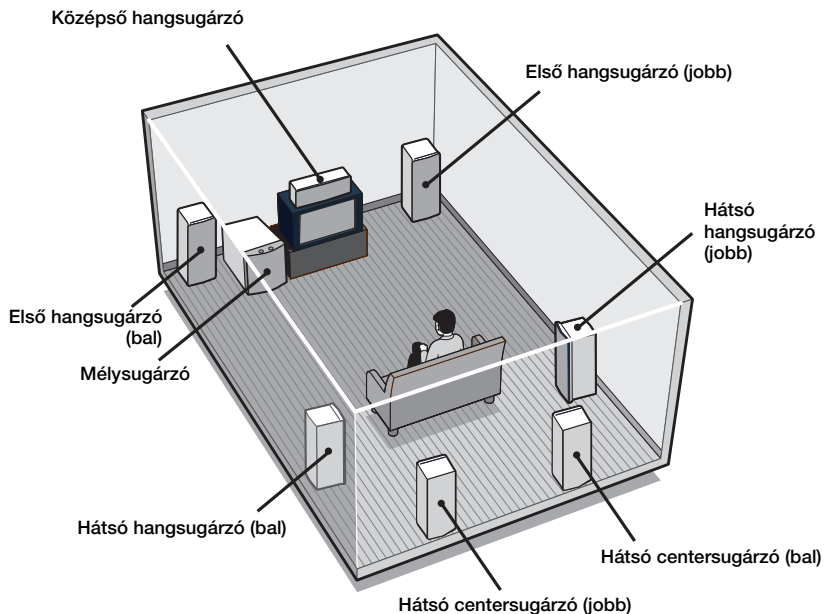 Középső hangsugárzó
Első hangsugárzó (jobb)
Hátsó
hangsugárzó
(jobb)
Első hangsugárzó
(bal)
Mélysugárzó
Hátsó hangsugárzó (bal)
Hátsó centersugárzó (bal)
Hátsó centersugárzó (jobb)